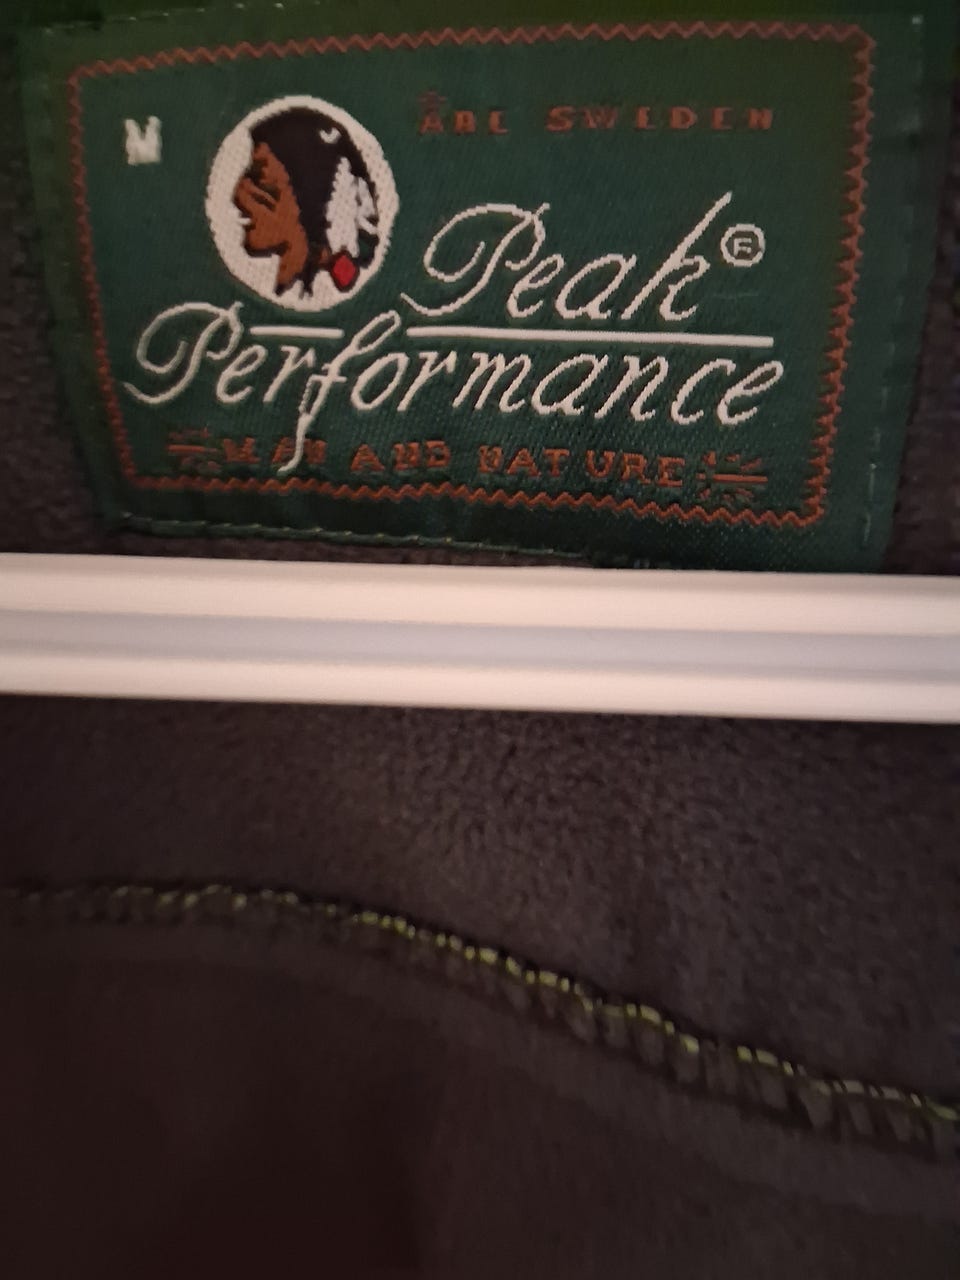 M
ÅRE SWEDEN
Peak®
Performance
MAN AND NATURE